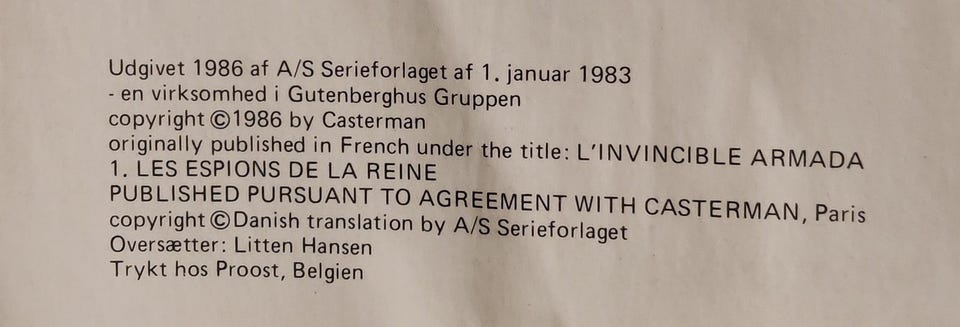 Udgivet 1986 af A/S Serieforlaget af 1. januar 1983
- en virksomhed i Gutenberghus Gruppen
copyright ©1986 by Casterman
originally published in French under the title: L'INVINCIBLE ARMADA
1. LES ESPIONS DE LA REINE
PUBLISHED PURSUANT TO AGREEMENT WITH CASTERMAN, Paris
copyright ©Danish translation by A/S Serieforlaget
Oversætter: Litten Hansen
Trykt hos Proost, Belgien